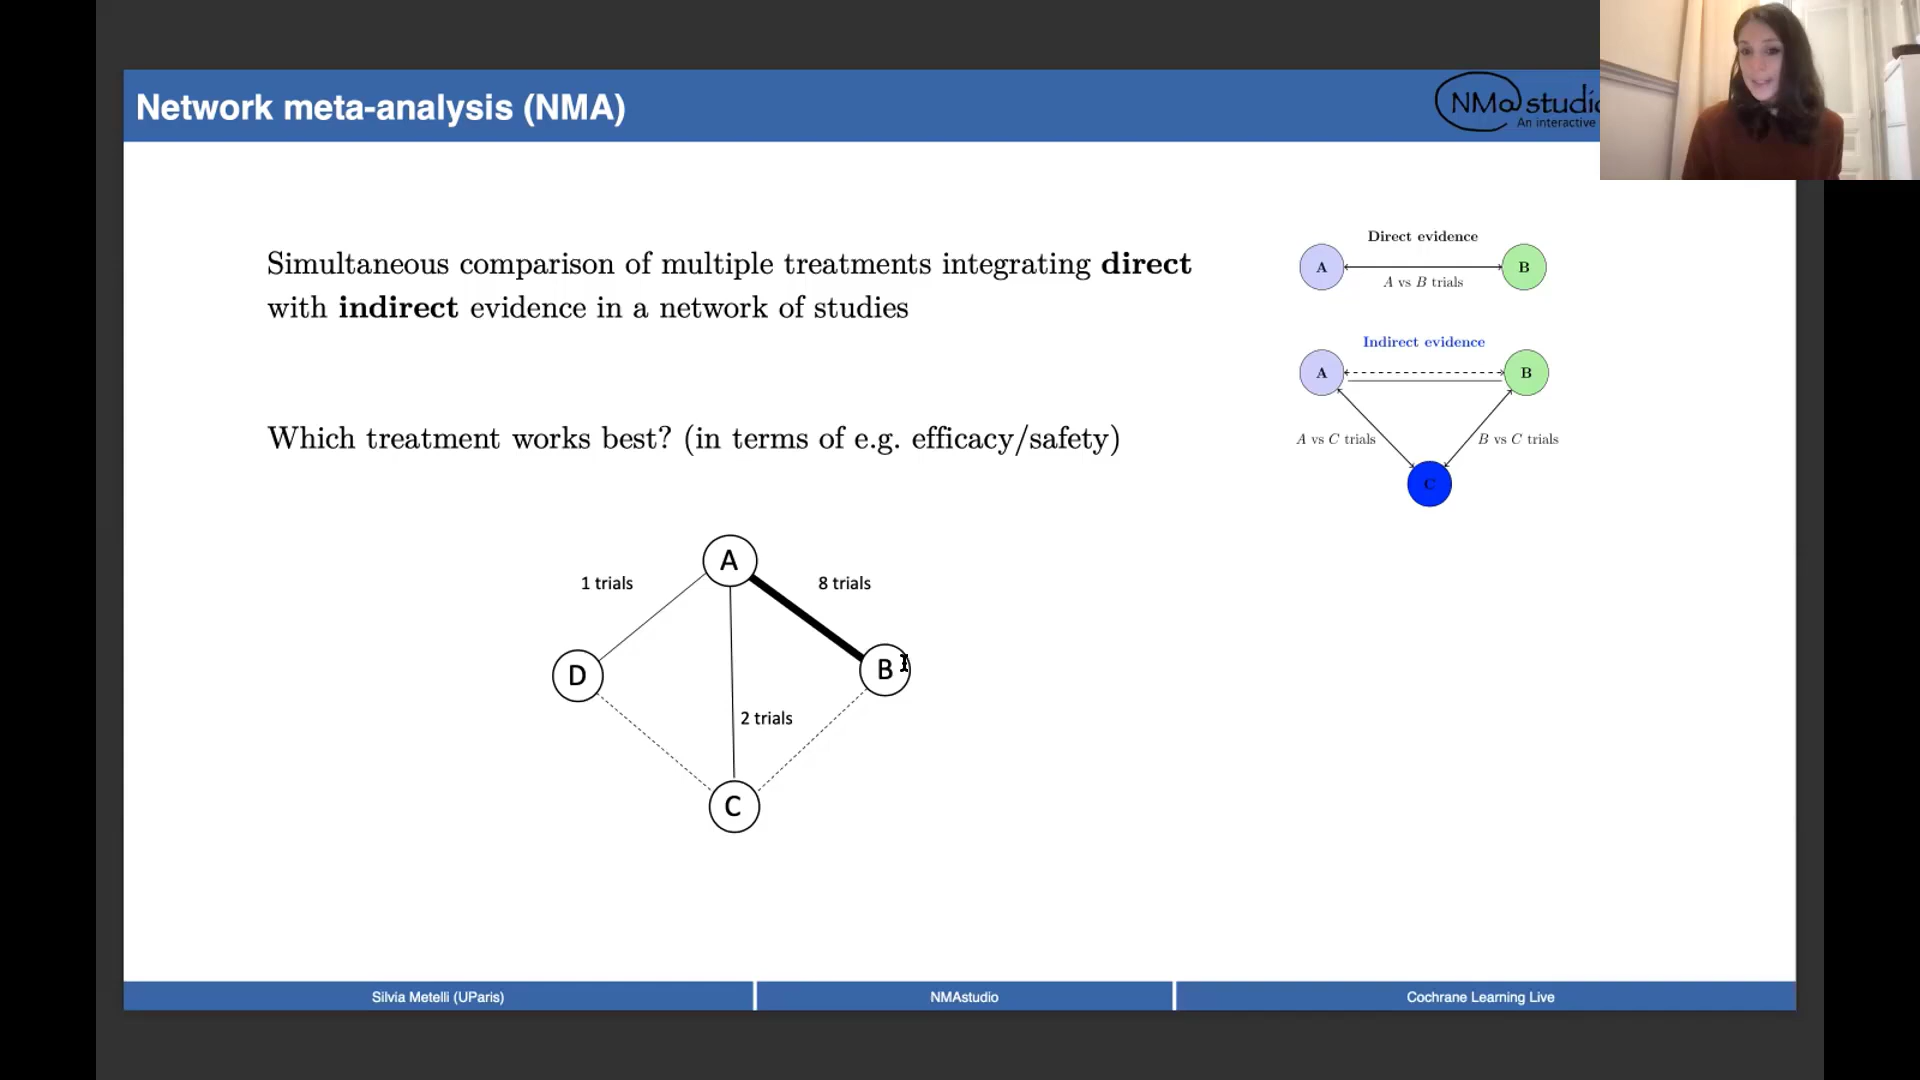 Network meta-analysis (NMA)
NMa studio
An interactive
Simultaneous comparison of multiple treatments integrating direct
with indirect evidence in a network of studies
Which treatment works best? (in terms of e.g. efficacy/safety)
Direct evidence
A
B
A vs B trials
Indirect evidence
A
B
A vs C trials
B vs C trials
C
A
1 trials
8 trials
D
B
2 trials
C
Silvia Metelli (UParis)
NMAstudio
Cochrane Learning Live